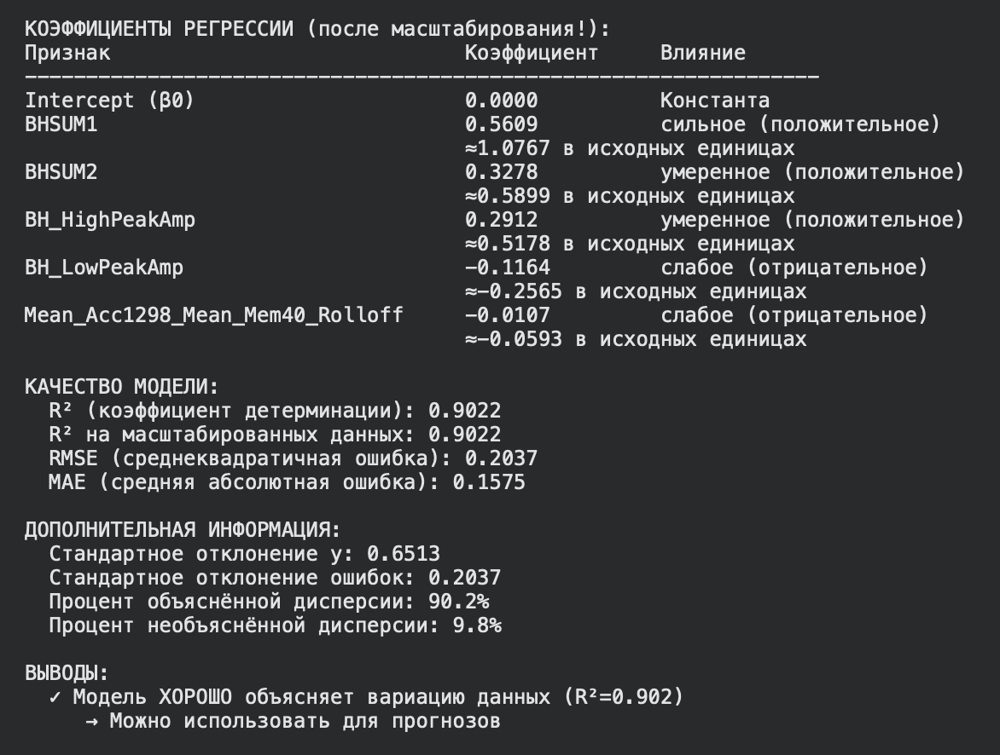 КОЭФФИЦИЕНТЫ РЕГРЕССИИ (после масштабирования!):
Признак Коэффициент Влияние
-----------------------------------------------------------------
Intercept (β0) 0.0000 Константа
BHSUM1 0.5609 сильное (положительное)
≈1.0767 в исходных единицах
BHSUM2 0.3278 умеренное (положительное)
≈0.5899 в исходных единицах
BH_HighPeakAmp 0.2912 умеренное (положительное)
≈0.5178 в исходных единицах
BH_LowPeakAmp -0.1164 слабое (отрицательное)
≈-0.2565 в исходных единицах
Mean_Acc1298_Mean_Mem40_Rolloff -0.0107 слабое (отрицательное)
≈-0.0593 в исходных единицах
КАЧЕСТВО МОДЕЛИ:
R² (коэффициент детерминации): 0.9022
R² на масштабированных данных: 0.9022
RMSE (среднеквадратичная ошибка): 0.2037
MAE (средняя абсолютная ошибка): 0.1575
ДОПОЛНИТЕЛЬНАЯ ИНФОРМАЦИЯ:
Стандартное отклонение y: 0.6513
Стандартное отклонение ошибок: 0.2037
Процент объяснённой дисперсии: 90.2%
Процент необъяснённой дисперсии: 9.8%
ВЫВОДЫ:
✓ Модель ХОРОШО объясняет вариацию данных (R²=0.902)
→ Можно использовать для прогнозов